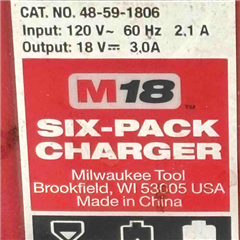 CAT. NO. 48-59-1806
Input: 120 V~ 60 Hz 2,1 A
Output: 18 V⎓ 3,0A
M18
™
SIX-PACK
CHARGER
Milwaukee Tool
Brookfield, WI 53005 USA
Made in China